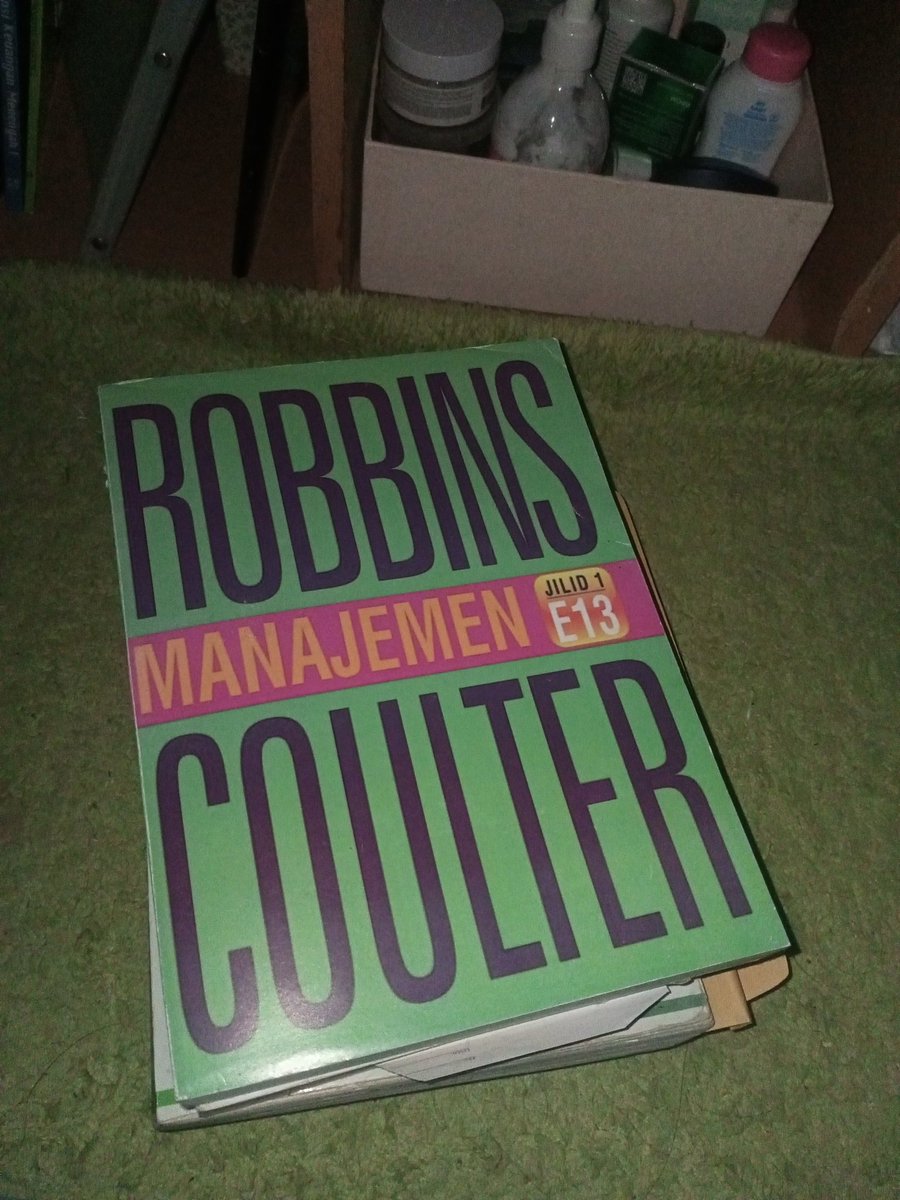 ROBBINS
MANAJEMEN
JILID 1
E13
COULTER